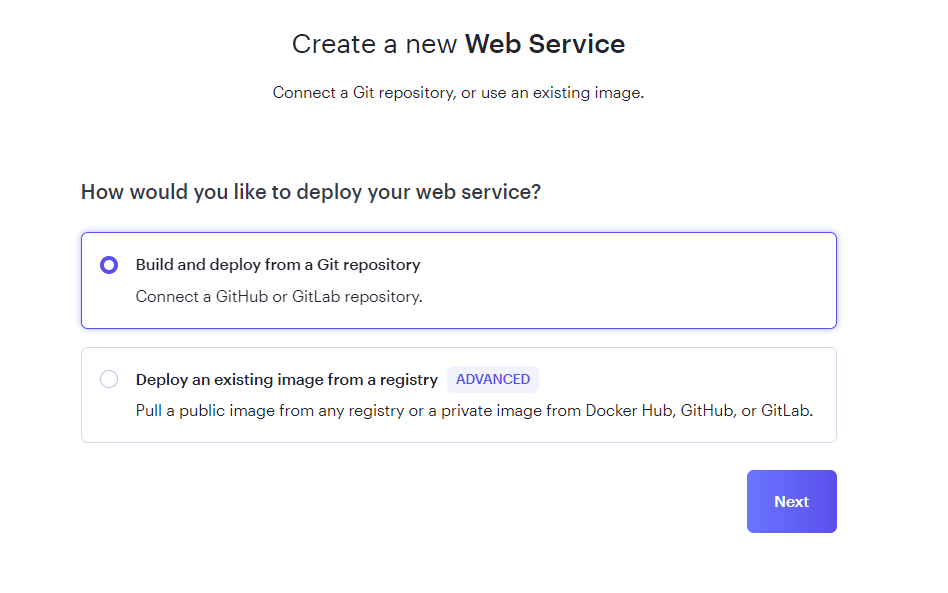 Create a new Web Service
Connect a Git repository, or use an existing image.
How would you like to deploy your web service?
Build and deploy from a Git repository
Connect a GitHub or GitLab repository.
Deploy an existing image from a registry ADVANCED
Pull a public image from any registry or a private image from Docker Hub, GitHub, or GitLab.
Next